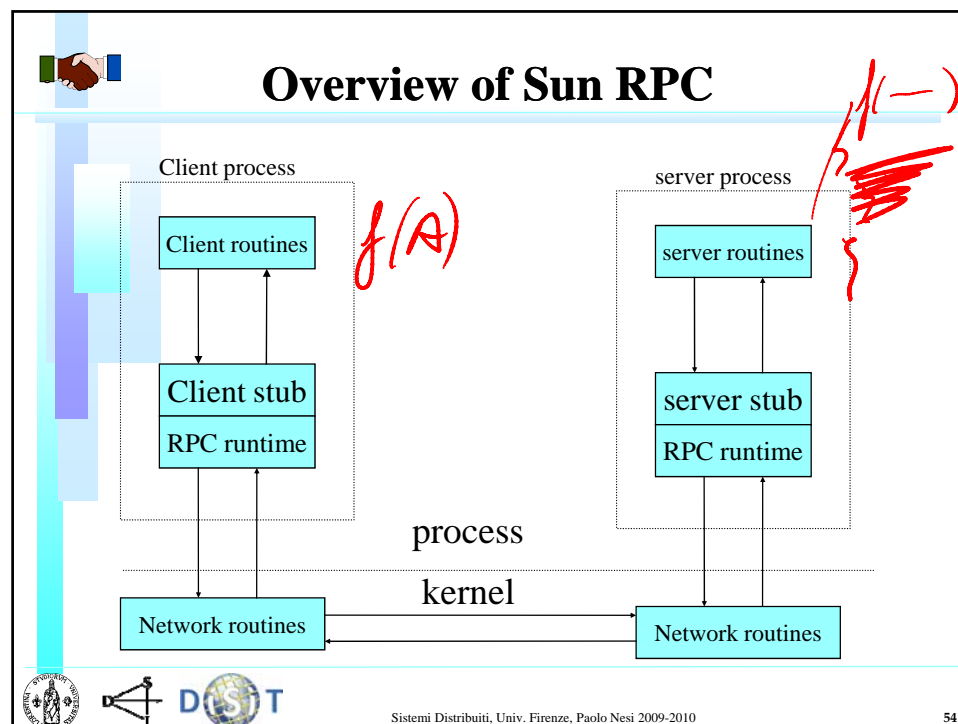 Overview of Sun RPC
f(—)
Client process
server process
Client routines
f(A)
server routines
Client stub
server stub
RPC runtime
RPC runtime
process
kernel
Network routines
Network routines
DISIT
Sistemi Distribuiti, Univ. Firenze, Paolo Nesi 2009-2010
54